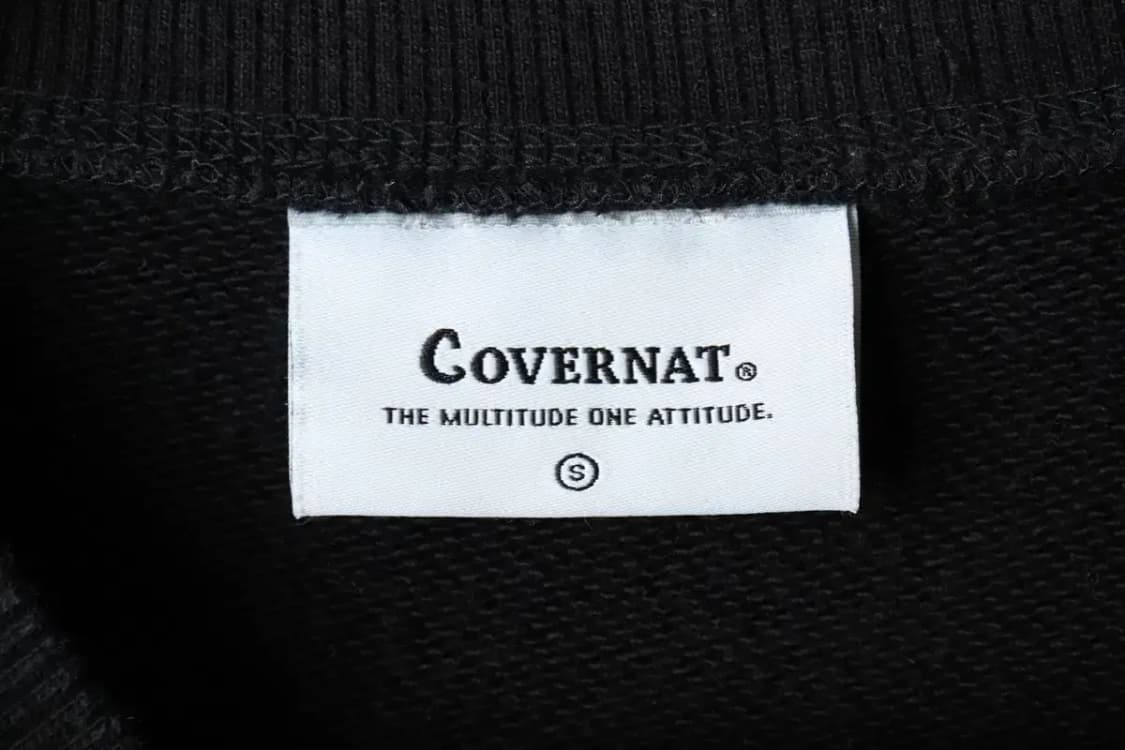 COVERNAT®
THE MULTITUDE ONE ATTITUDE.
S